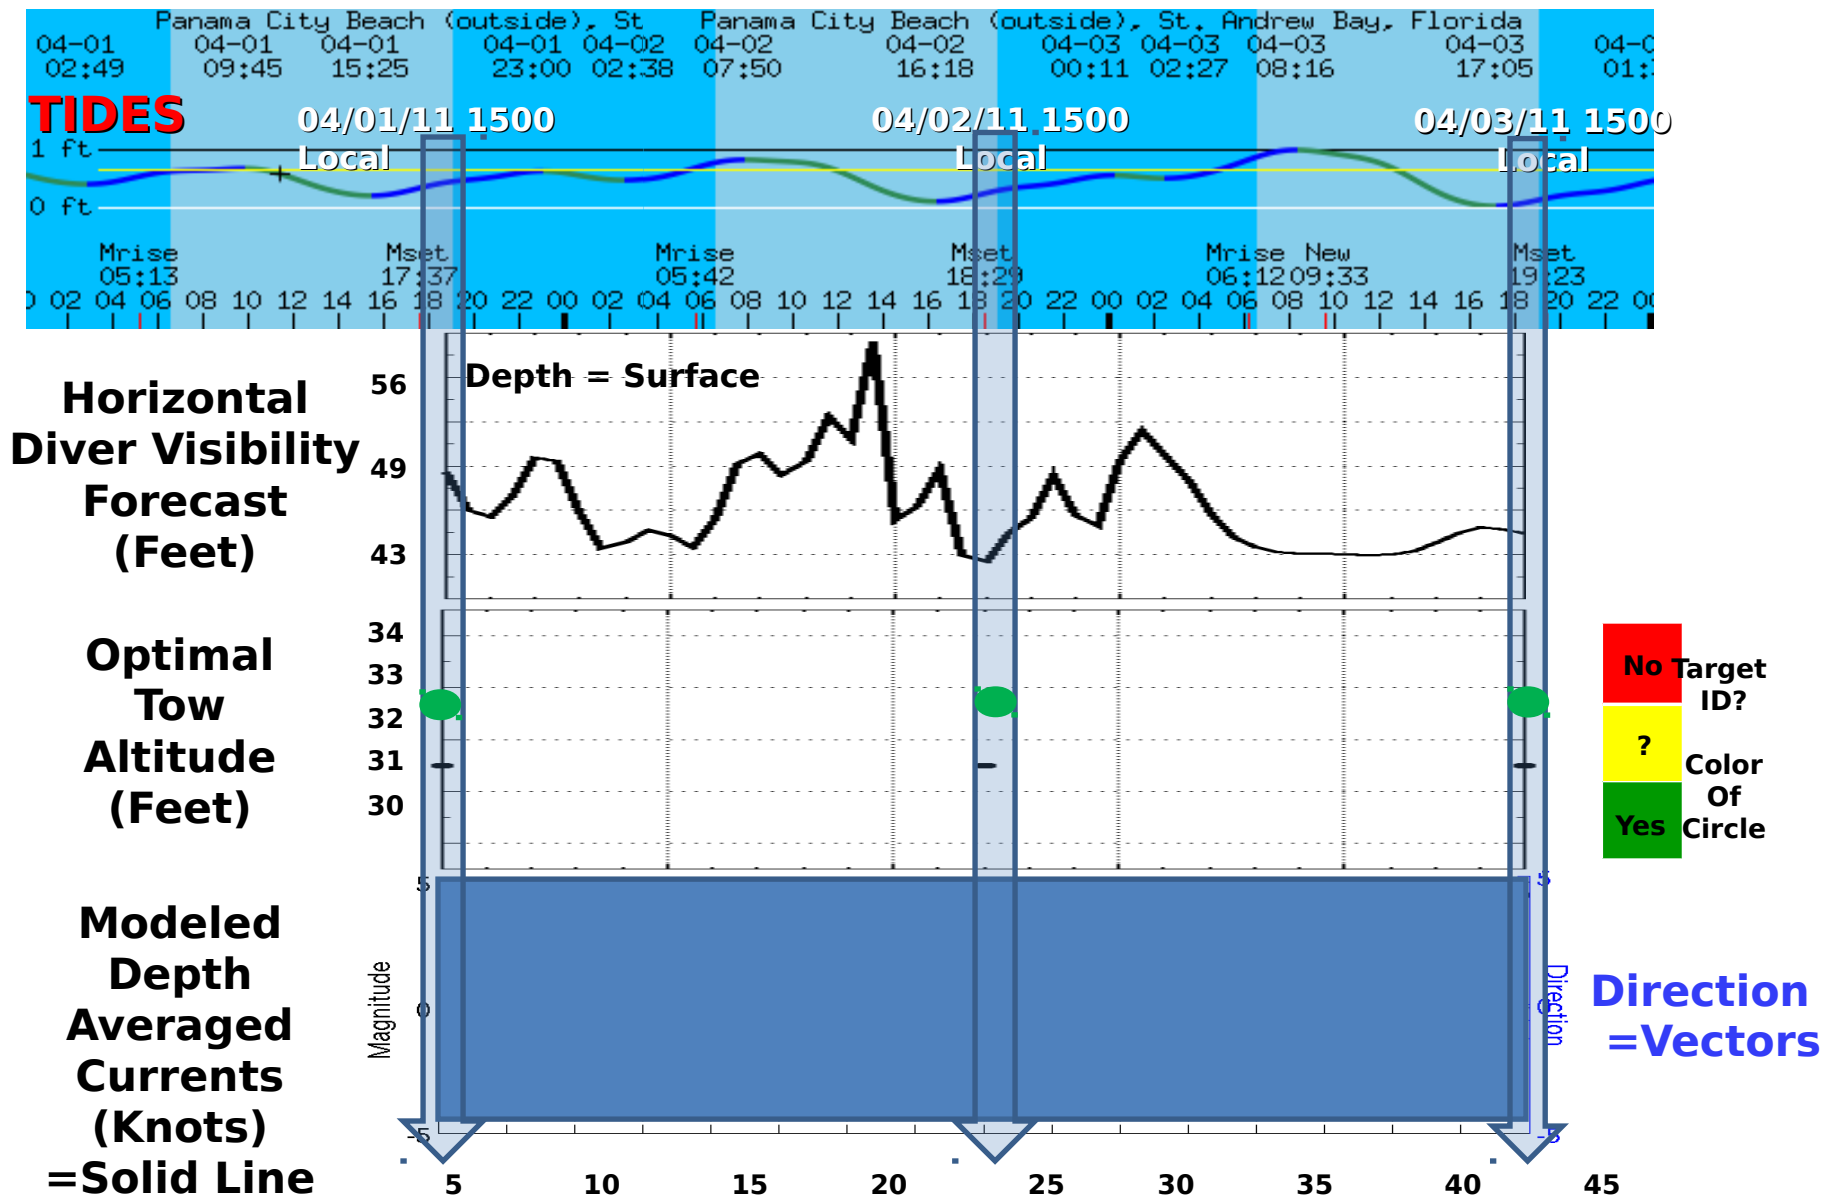 Panama City Beach (outside), St
Panama City Beach (outside), St. Andrew Bay, Florida
04-01 04-01 04-01 04-01 04-02 04-02 04-02 04-03 04-03 04-03 04-03
02:49 09:45 15:25 23:00 02:38 07:50 16:18 00:11 02:27 08:16 17:05
TIDES
04/01/11 1500
Local
04/02/11 1500
Local
04/03/11 1500
Local
1 ft
0 ft
Mrise Mset Mrise Mset Mrise New Mset
05:13 17:37 05:42 18:29 06:12 09:33 19:23
02 04 06 08 10 12 14 16 18 20 22 00 02 04 06 08 10 12 14 16 18 20 22 00 02 04 06 08 10 12 14 16 18 20 22
Horizontal
Diver Visibility
Forecast
(Feet)
56
49
43
Depth = Surface
Optimal
Tow
Altitude
(Feet)
34
33
32
31
30
No
?
Yes
Target
ID?
Color
Of
Circle
Modeled
Depth
Averaged
Currents
(Knots)
=Solid Line
Magnitude
5
0
-5
Direction
5
0
-5
Direction
=Vectors
5 10 15 20 25 30 35 40 45